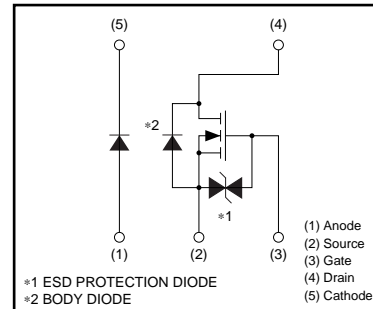 (5)
(4)
∗2
∗1
(1)
(2)
(3)
(1) Anode
(2) Source
(3) Gate
(4) Drain
(5) Cathode
∗1 ESD PROTECTION DIODE
∗2 BODY DIODE